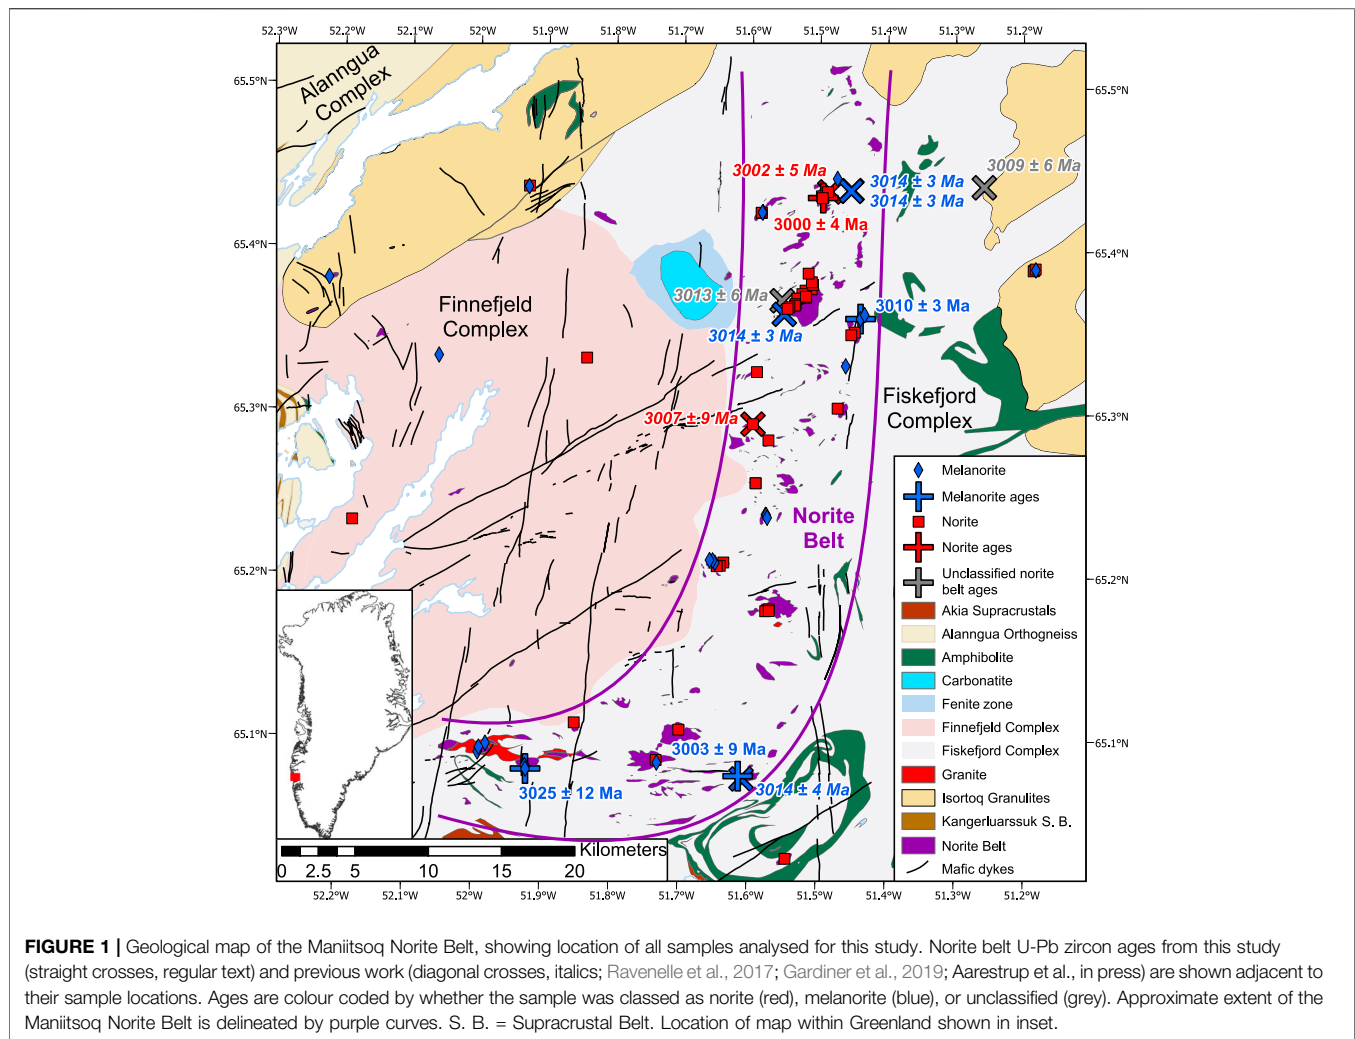 52.3°W 52.2°W 52.1°W 52°W 51.9°W 51.8°W 51.7°W 51.6°W 51.5°W 51.4°W 51.3°W 51.2°W
65.5°N
65.5°N
Alanngua
Complex
3002 ± 5 Ma
3009 ± 6 Ma
3014 ± 3 Ma
3014 ± 3 Ma
3000 ± 4 Ma
65.4°N
65.4°N
3013 ± 6 Ma
Finnefjeld
Complex
3010 ± 3 Ma
3014 ± 3 Ma
65.3°N
65.3°N
Fiskefjord
Complex
3007 ± 9 Ma
Norite
Belt
65.2°N
65.2°N
65.1°N
65.1°N
3003 ± 9 Ma
3014 ± 4 Ma
3025 ± 12 Ma
Melanorite
Melanorite ages
Norite
Norite ages
Unclassified norite
belt ages
Akia Supracrustals
Alanngua Orthogneiss
Amphibolite
Carbonatite
Fenite zone
Finnefjeld Complex
Fiskefjord Complex
Granite
Isortoq Granulites
Kangerluarssuk S. B.
Norite Belt
Mafic dykes
Kilometers
0 2.5 5 10 15 20
52.2°W 52.1°W 52°W 51.9°W 51.8°W 51.7°W 51.6°W 51.5°W 51.4°W 51.3°W 51.2°W
FIGURE 1 | Geological map of the Maniitsoq Norite Belt, showing location of all samples analysed for this study. Norite belt U-Pb zircon ages from this study
(straight crosses, regular text) and previous work (diagonal crosses, italics; Ravenelle et al., 2017; Gardiner et al., 2019; Aarestrup et al., in press) are shown adjacent to
their sample locations. Ages are colour coded by whether the sample was classed as norite (red), melanorite (blue), or unclassified (grey). Approximate extent of the
Maniitsoq Norite Belt is delineated by purple curves. S. B. = Supracrustal Belt. Location of map within Greenland shown in inset.